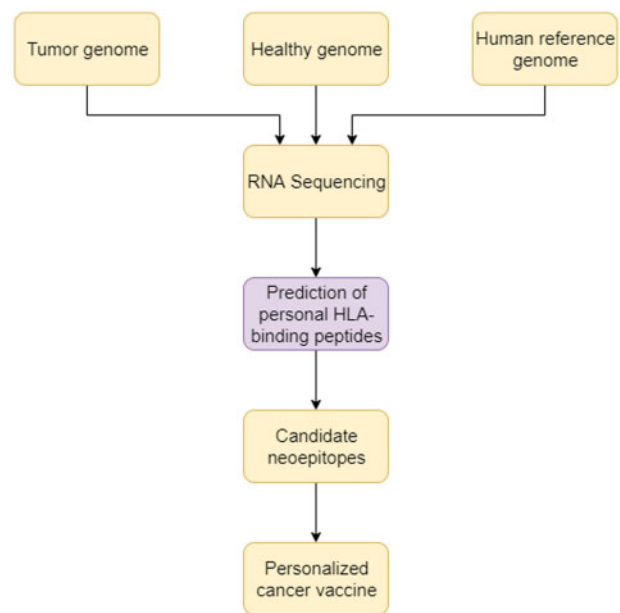 Tumor genome
Healthy genome
Human reference
genome
RNA Sequencing
Prediction of
personal HLA-
binding peptides
Candidate
neoepitopes
Personalized
cancer vaccine